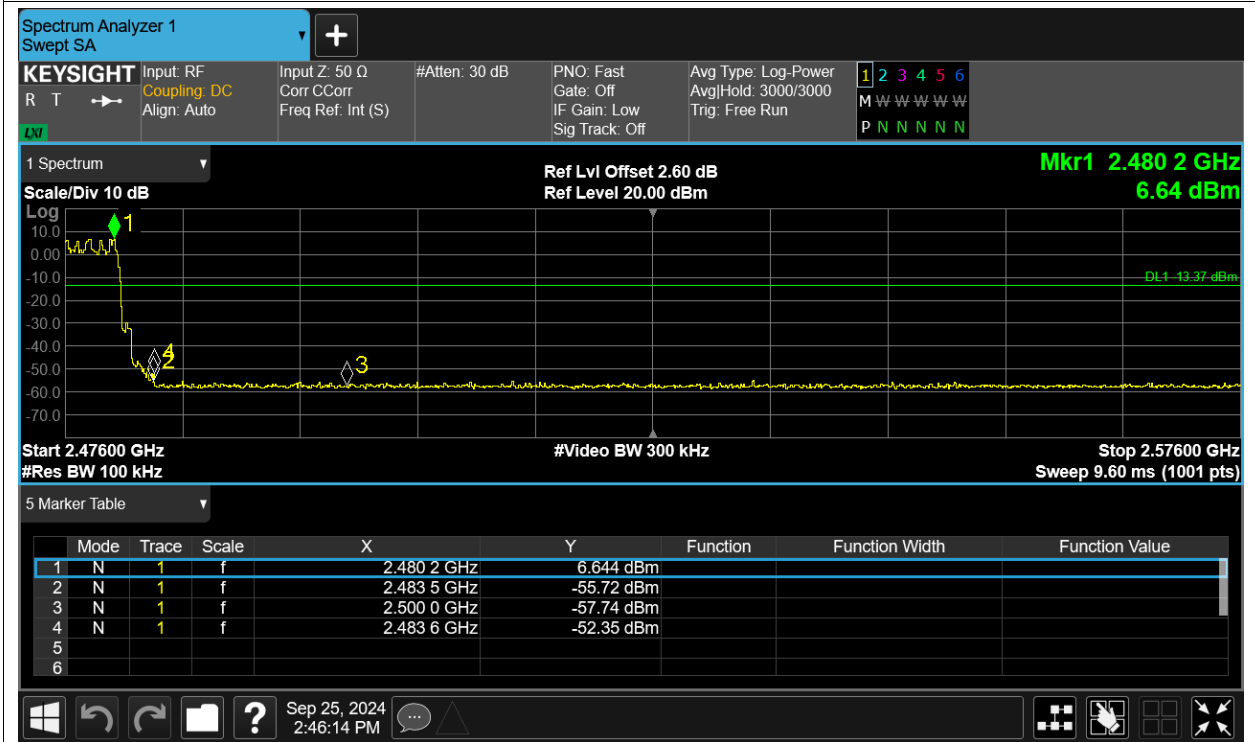 Spectrum Analyzer 1
Swept SA
+
KEYSIGHT Input: RF Input Z: 50 Ω #Atten: 30 dB PNO: Fast Avg Type: Log-Power 1 2 3 4 5 6
R T Coupling: DC Corr CCorr Gate: Off Avg|Hold: 3000/3000 M W W W W W
Align: Auto Freq Ref: Int (S) IF Gain: Low Trig: Free Run
LXI Sig Track: Off P N N N N N
1 Spectrum Ref Lvl Offset 2.60 dB Mkr1 2.480 2 GHz
Scale/Div 10 dB Ref Level 20.00 dBm 6.64 dBm
Log
1
10.0
0.00
-10.0 DL1 -13.37 dBm
-20.0
-30.0
-40.0
4
2
3
-50.0
-60.0
-70.0
Start 2.47600 GHz #Video BW 300 kHz Stop 2.57600 GHz
#Res BW 100 kHz Sweep 9.60 ms (1001 pts)
5 Marker Table
Mode Trace Scale X Y Function Function Width Function Value
1 N 1 f 2.480 2 GHz 6.644 dBm
2 N 1 f 2.483 5 GHz -55.72 dBm
3 N 1 f 2.500 0 GHz -57.74 dBm
4 N 1 f 2.483 6 GHz -52.35 dBm
5
6
? Sep 25, 2024
2:46:14 PM